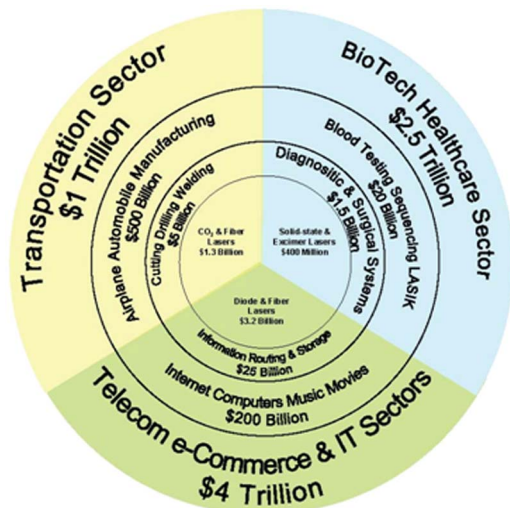 Transportation Sector
$1 Trillion
Airplane Automobile Manufacturing
$500 Billion
Cutting Drilling Welding
$5 Billion
CO₂ & Fiber
Lasers
$1.3 Billion
BioTech Healthcare Sector
$2.5 Trillion
Blood Testing Sequencing LASIK
$20 Billion
Diagnositic & Surgical Systems
$1.5 Billion
Solid-state &
Excimer Lasers
$400 Million
Diode & Fiber
Lasers
$3.2 Billion
Information Routing & Storage
$25 Billion
Internet Computers Music Movies
$200 Billion
Telecom e-Commerce & IT Sectors
$4 Trillion